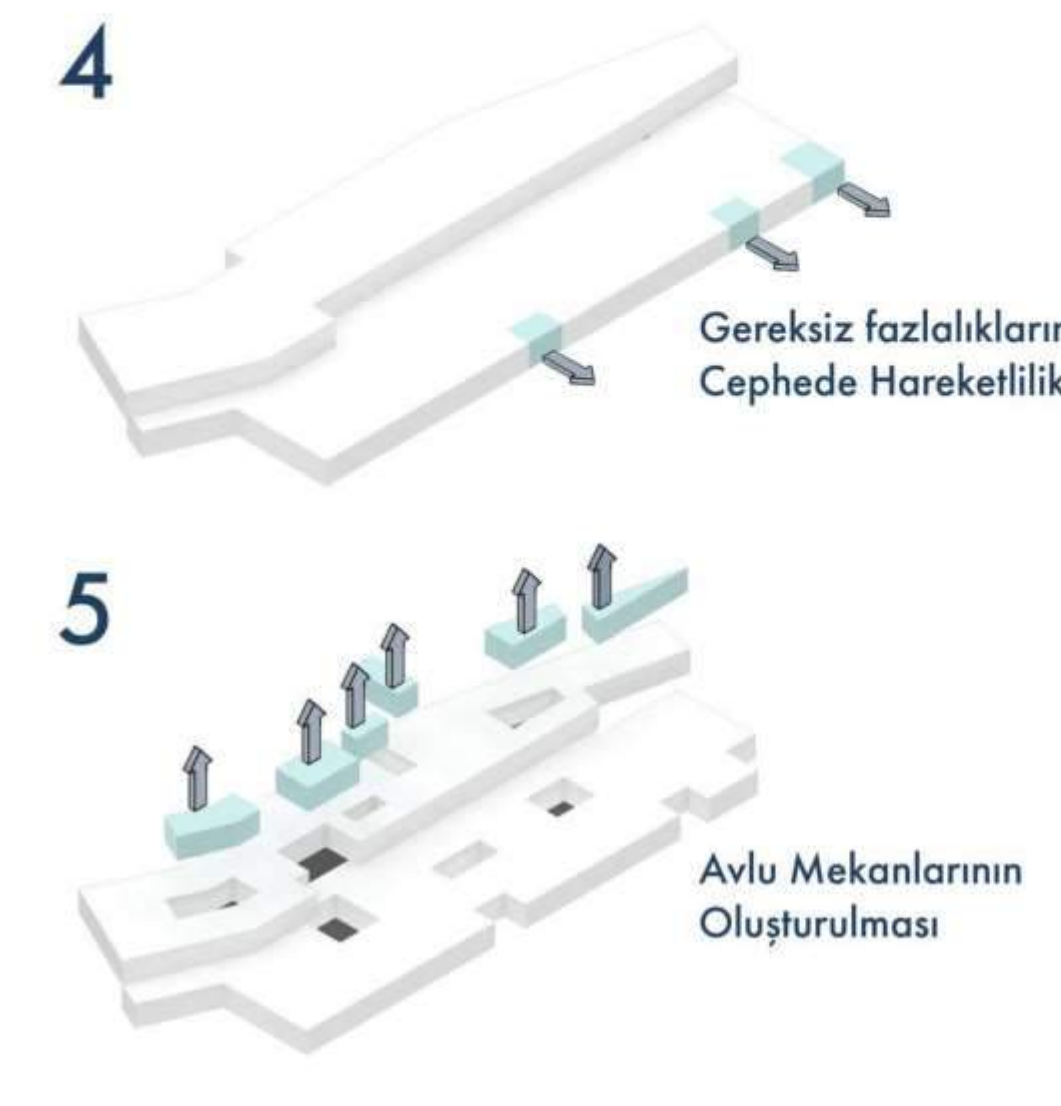 4
Gereksiz fazlalıkların
Cephede Hareketlilik
5
Avlu Mekanlarının
Oluşturulması